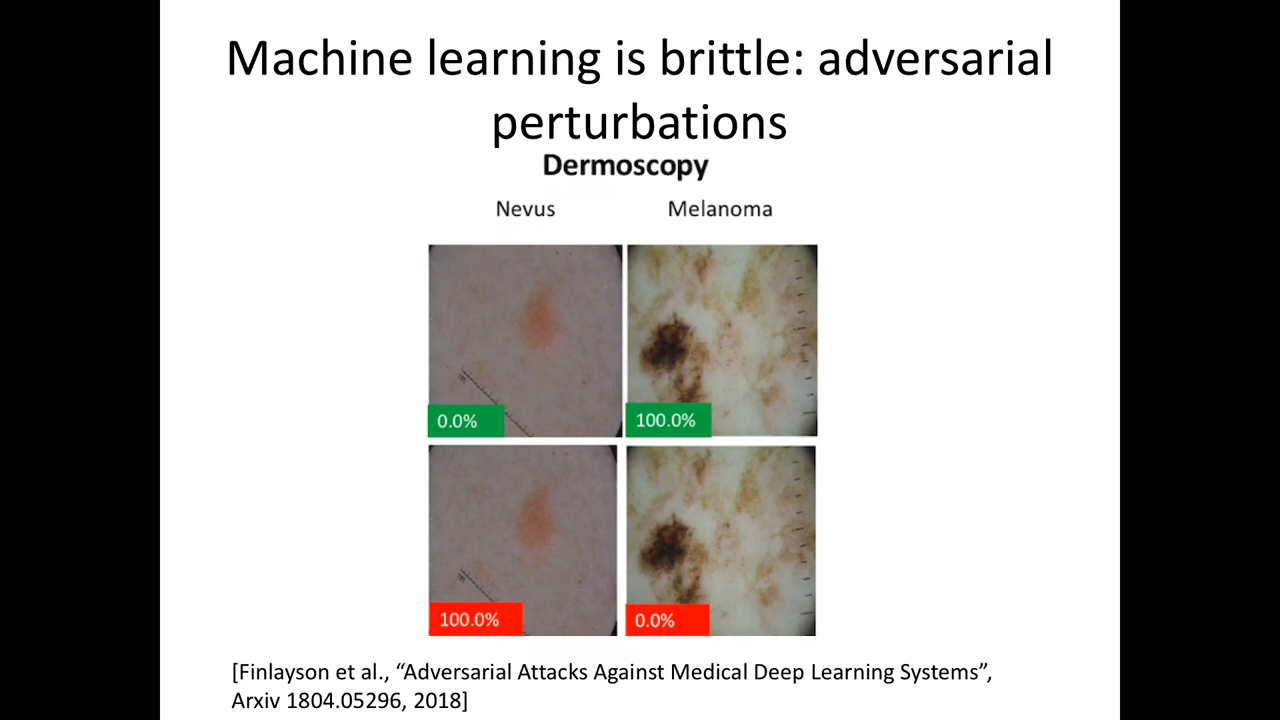 Machine learning is brittle: adversarial
perturbations
Dermoscopy
Nevus
Melanoma
0.0%
100.0%
100.0%
0.0%
[Finlayson et al., “Adversarial Attacks Against Medical Deep Learning Systems”,
Arxiv 1804.05296, 2018]